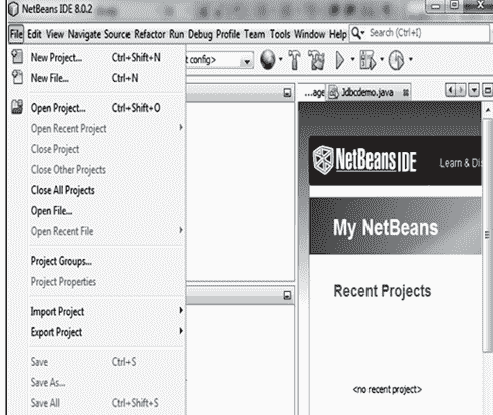 NetBeans IDE 8.0.2
File Edit View Navigate Source Refactor Run Debug Profile Team Tools Window Help Search (Ctrl+I)
New Project... Ctrl+Shift+N
New File... Ctrl+N
Open Project... Ctrl+Shift+O
Open Recent Project
Close Project
Close Other Projects
Close All Projects
Open File...
Open Recent File
Project Groups...
Project Properties
Import Project
Export Project
Save Ctrl+S
Save As...
Save All Ctrl+Shift+S
t config>
...age Jdbcdemo.java
NetBeans IDE Learn & Di
My NetBeans
Recent Projects
<no recent project>